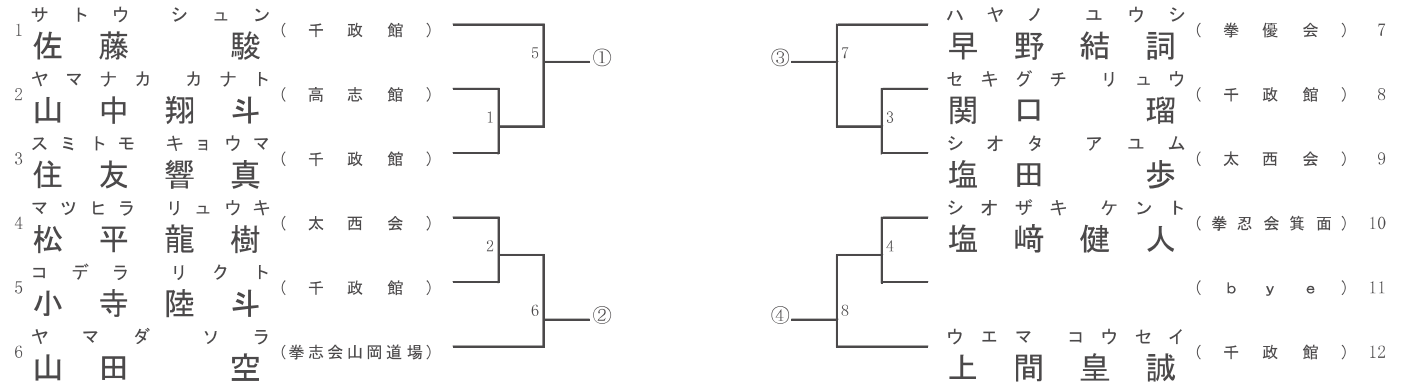 サトウ シュン
1 佐藤 駿 (千政館)
ヤマナカ カナト
2 山中翔斗 (高志館)
スミトモ キョウマ
3 住友響真 (千政館)
マツヒラ リュウキ
4 松平龍樹 (太西会)
コデラ リクト
5 小寺陸斗 (千政館)
ヤマダ ソラ
6 山田 空 (拳志会山岡道場)
5
①
1
2
6
②
③
7
3
4
④
8
ハヤノ ユウシ
早野結詞 (拳優会) 7
セキグチ リュウ
関口 瑠 (千政館) 8
シオタ アユム
塩田 歩 (太西会) 9
シオザキ ケント
塩﨑健人 (拳忍会箕面) 10
(bye) 11
ウエマ コウセイ
上間皇誠 (千政館) 12